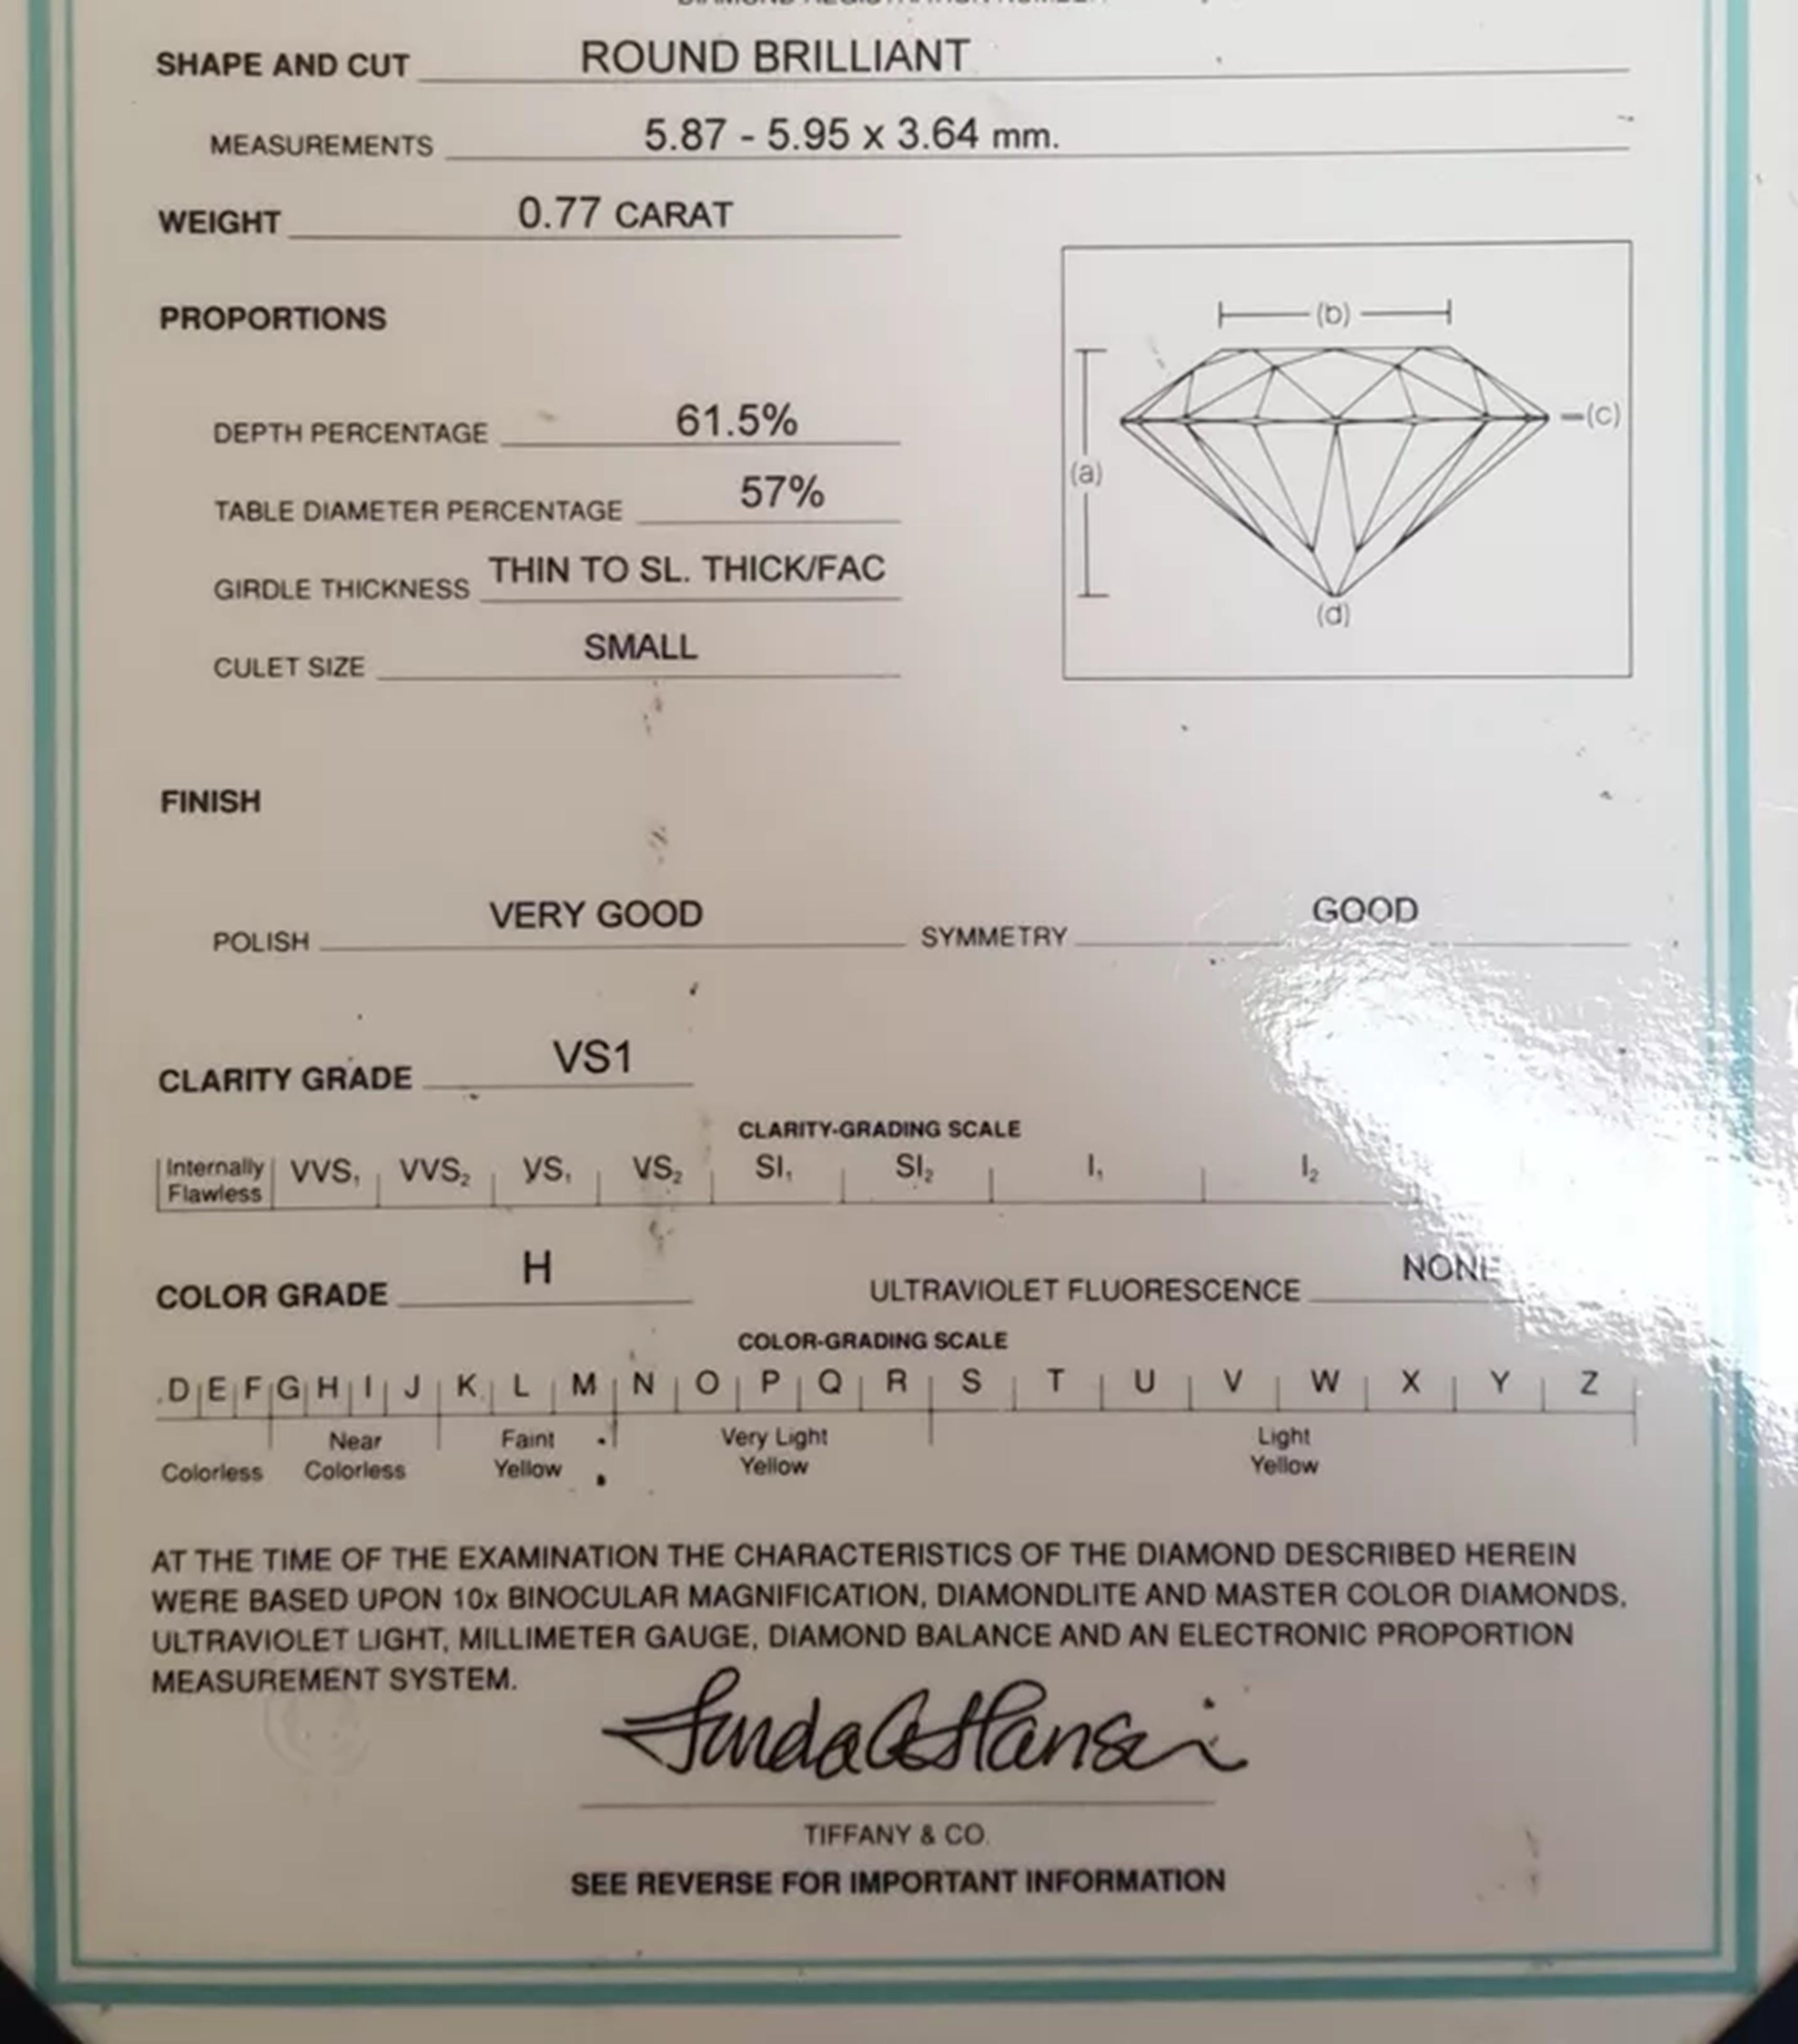 DIAMOND REGISTRATION NUMBER
SHAPE AND CUT ROUND BRILLIANT
MEASUREMENTS 5.87 - 5.95 x 3.64 mm.
WEIGHT 0.77 CARAT
PROPORTIONS
DEPTH PERCENTAGE 61.5%
TABLE DIAMETER PERCENTAGE 57%
GIRDLE THICKNESS THIN TO SL. THICK/FAC
CULET SIZE SMALL
(b)
(c)
(a)
(d)
FINISH
POLISH VERY GOOD SYMMETRY GOOD
CLARITY GRADE VS1
CLARITY-GRADING SCALE
Internally Flawless VVS₁ VVS₂ VS₁ VS₂ SI₁ SI₂ I₁ I₂
COLOR GRADE H ULTRAVIOLET FLUORESCENCE NONE
COLOR-GRADING SCALE
D E F G H I J K L M N O P Q R S T U V W X Y Z
Colorless Near Colorless Faint Yellow Very Light Yellow Light Yellow
AT THE TIME OF THE EXAMINATION THE CHARACTERISTICS OF THE DIAMOND DESCRIBED HEREIN
WERE BASED UPON 10x BINOCULAR MAGNIFICATION, DIAMONDLITE AND MASTER COLOR DIAMONDS,
ULTRAVIOLET LIGHT, MILLIMETER GAUGE, DIAMOND BALANCE AND AN ELECTRONIC PROPORTION
MEASUREMENT SYSTEM.
TIFFANY & CO.
SEE REVERSE FOR IMPORTANT INFORMATION